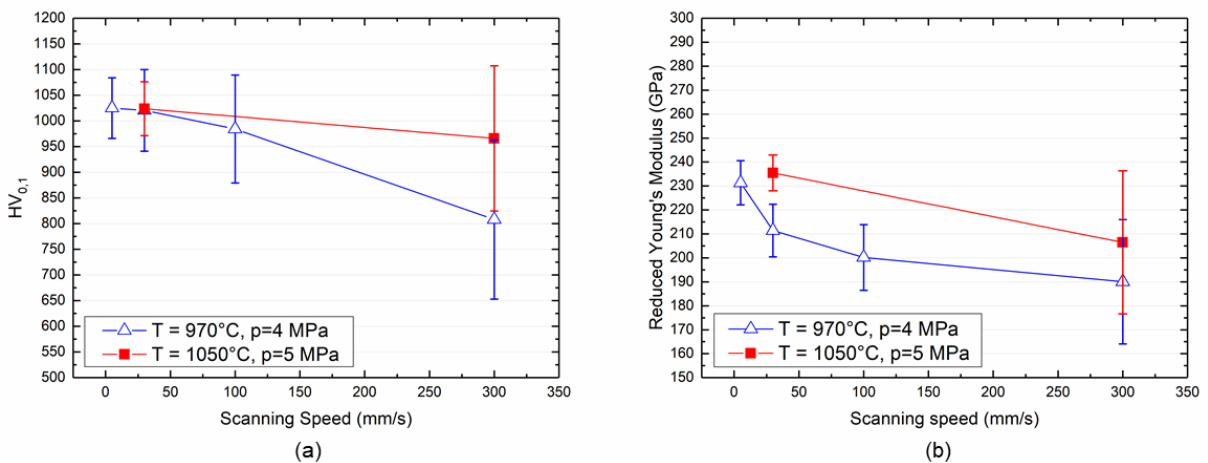 1200
1150
1100
1050
1000
950
900
850
800
750
700
650
600
550
500
HV0,1
0 50 100 150 200 250 300 350
Scanning Speed (mm/s)
T = 970°C, p=4 MPa
T = 1050°C, p=5 MPa
(a)
300
290
280
270
260
250
240
230
220
210
200
190
180
170
160
150
Reduced Young's Modulus (GPa)
0 50 100 150 200 250 300 350
Scanning speed (mm/s)
T = 970°C, p=4 MPa
T = 1050°C, p=5 MPa
(b)